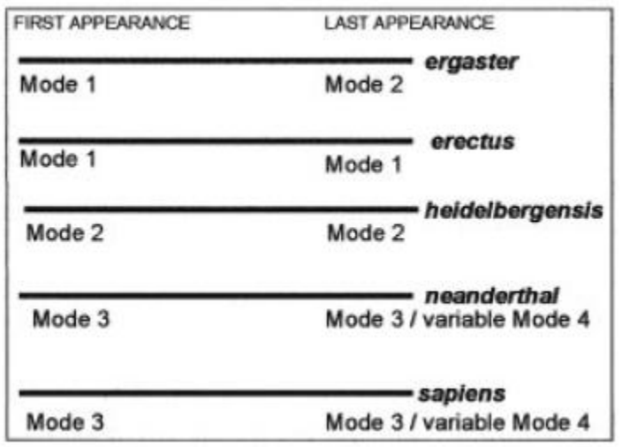 FIRST APPEARANCE LAST APPEARANCE
ergaster
Mode 1 Mode 2
erectus
Mode 1 Mode 1
heidelbergensis
Mode 2 Mode 2
neanderthal
Mode 3 Mode 3 / variable Mode 4
sapiens
Mode 3 Mode 3 / variable Mode 4